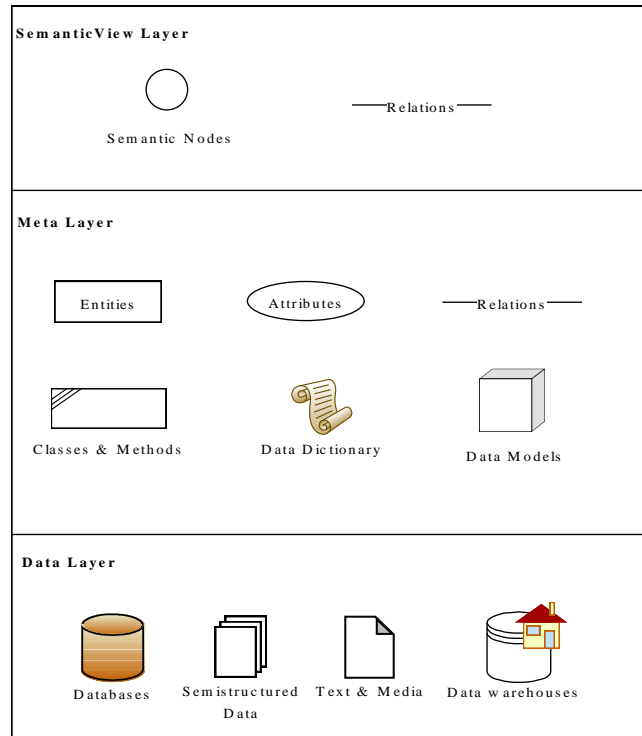 SemanticView Layer
Relations
Semantic Nodes
Meta Layer
Entities
Attributes
Relations
Classes & Methods
Data Dictionary
Data Models
Data Layer
Databases
Semistructured
Data
Text & Media
Data warehouses